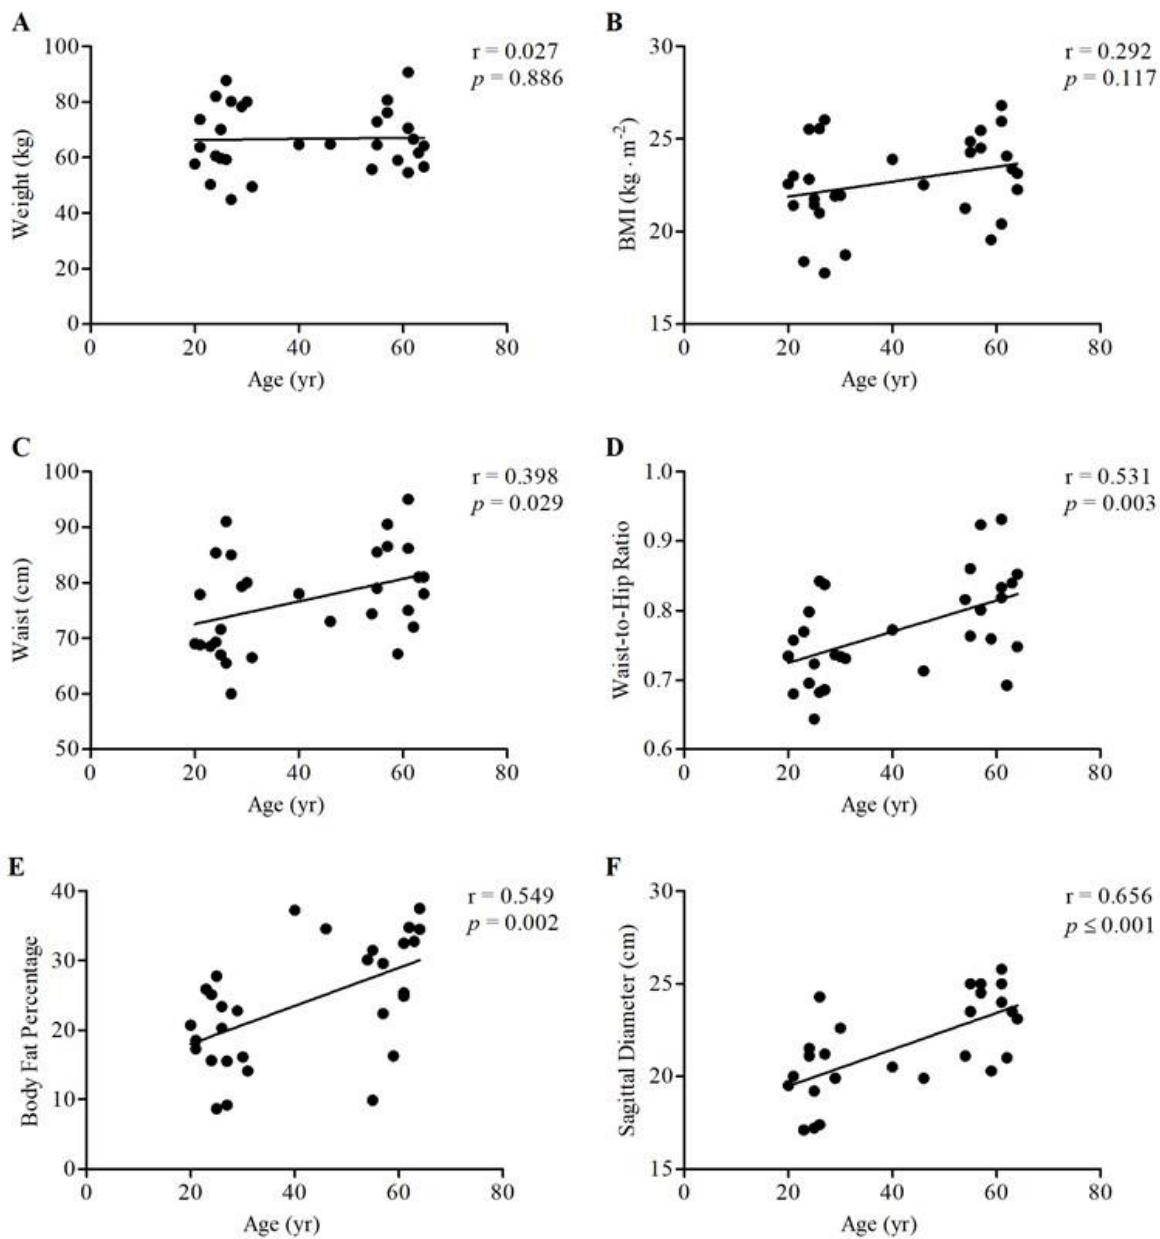 A
r = 0.027
p = 0.886
100
80
60
40
20
0
Weight (kg)
0 20 40 60 80
Age (yr)
B
r = 0.292
p = 0.117
30
25
20
15
BMI (kg · m⁻²)
0 20 40 60 80
Age (yr)
C
r = 0.398
p = 0.029
100
90
80
70
60
50
Waist (cm)
0 20 40 60 80
Age (yr)
D
r = 0.531
p = 0.003
1.0
0.9
0.8
0.7
0.6
Waist-to-Hip Ratio
0 20 40 60 80
Age (yr)
E
r = 0.549
p = 0.002
40
30
20
10
0
Body Fat Percentage
0 20 40 60 80
Age (yr)
F
r = 0.656
p ≤ 0.001
30
25
20
15
Sagittal Diameter (cm)
0 20 40 60 80
Age (yr)